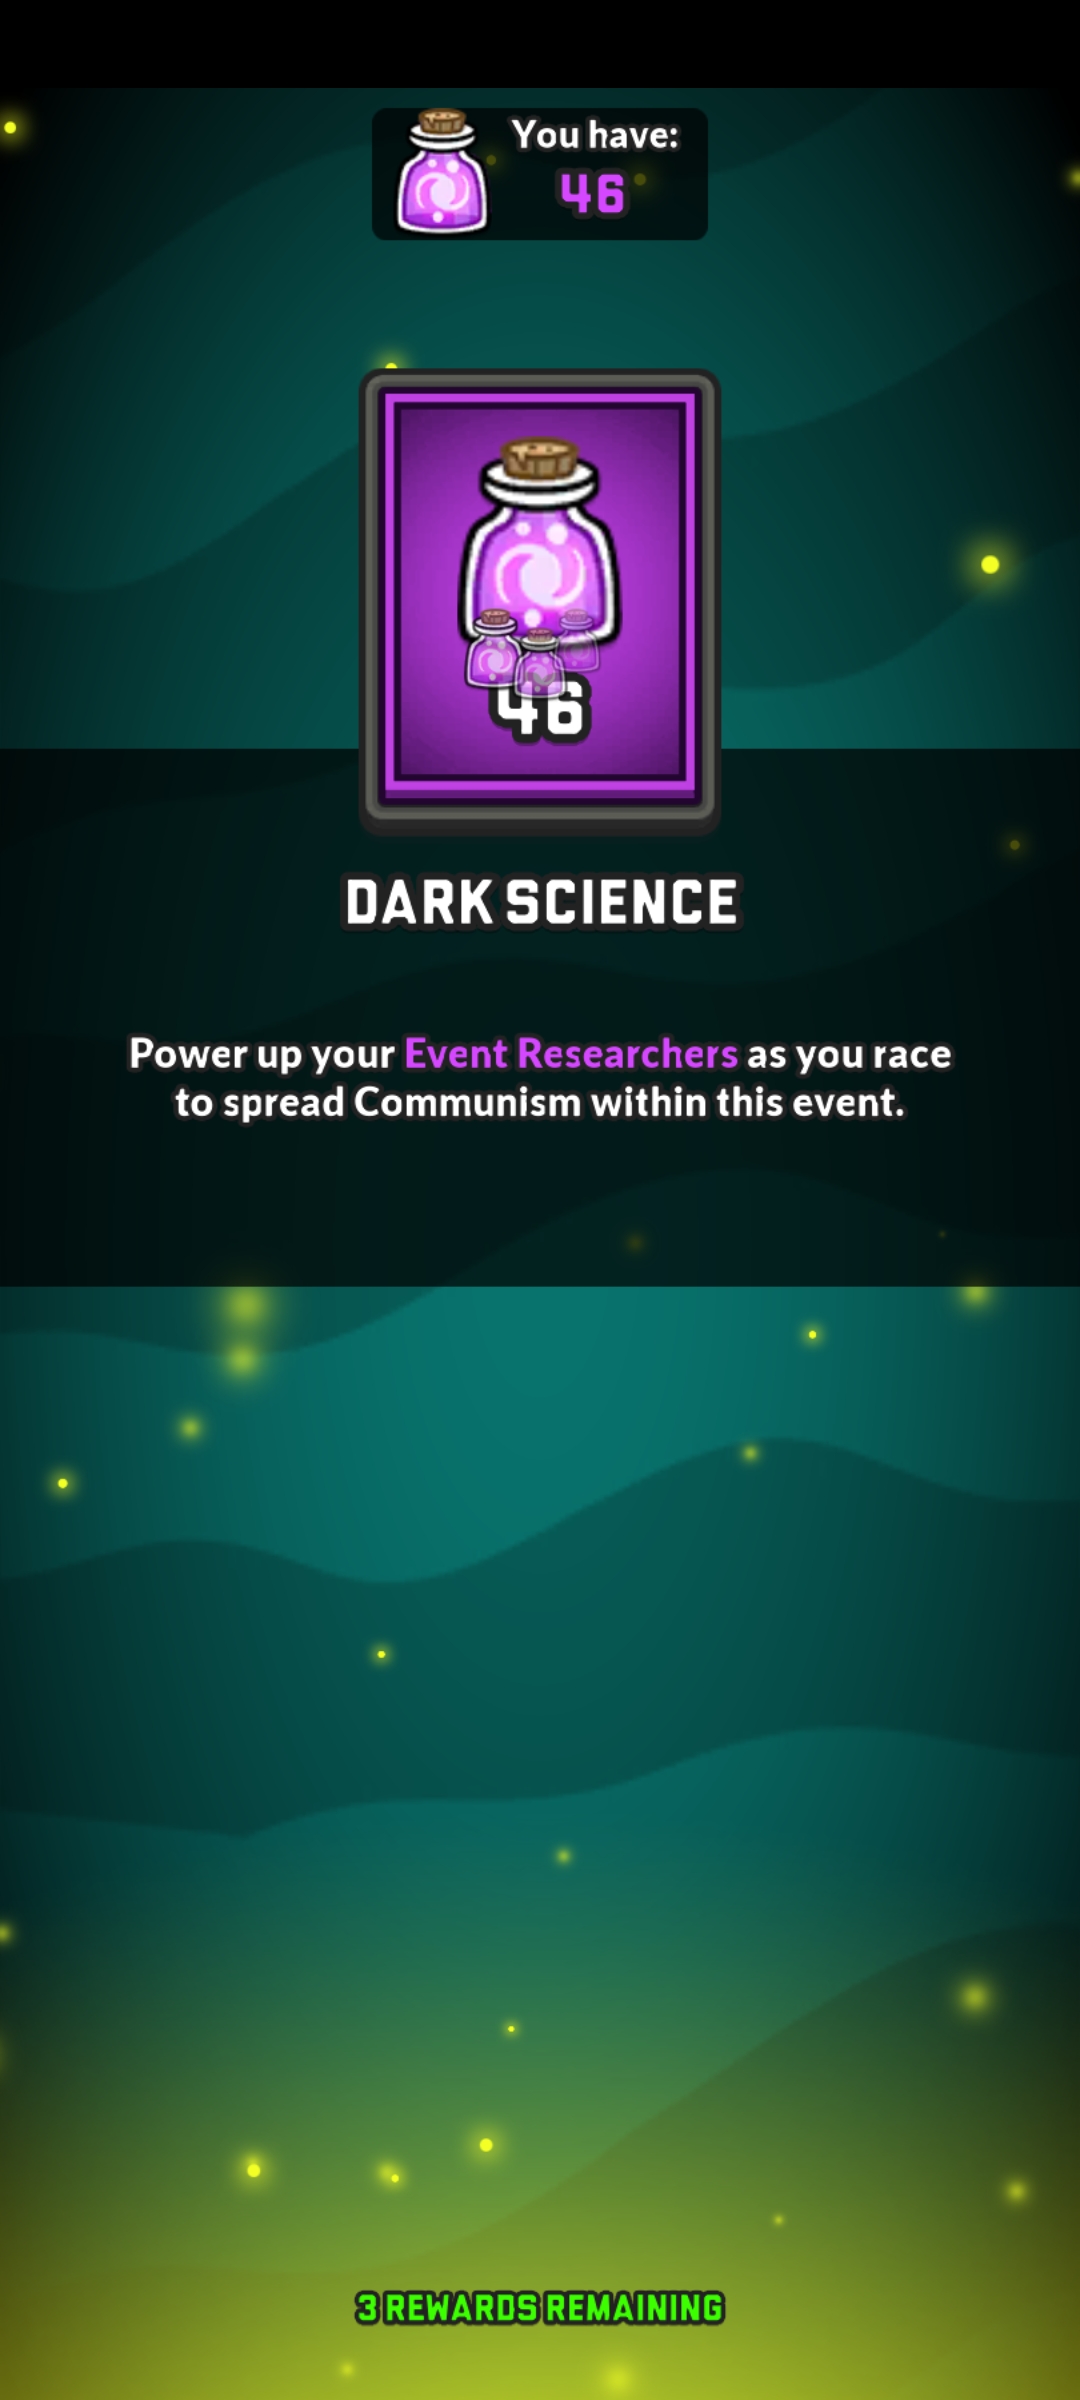 You have:
46
46
DARK SCIENCE
Power up your Event Researchers as you race
to spread Communism within this event.
3 REWARDS REMAINING